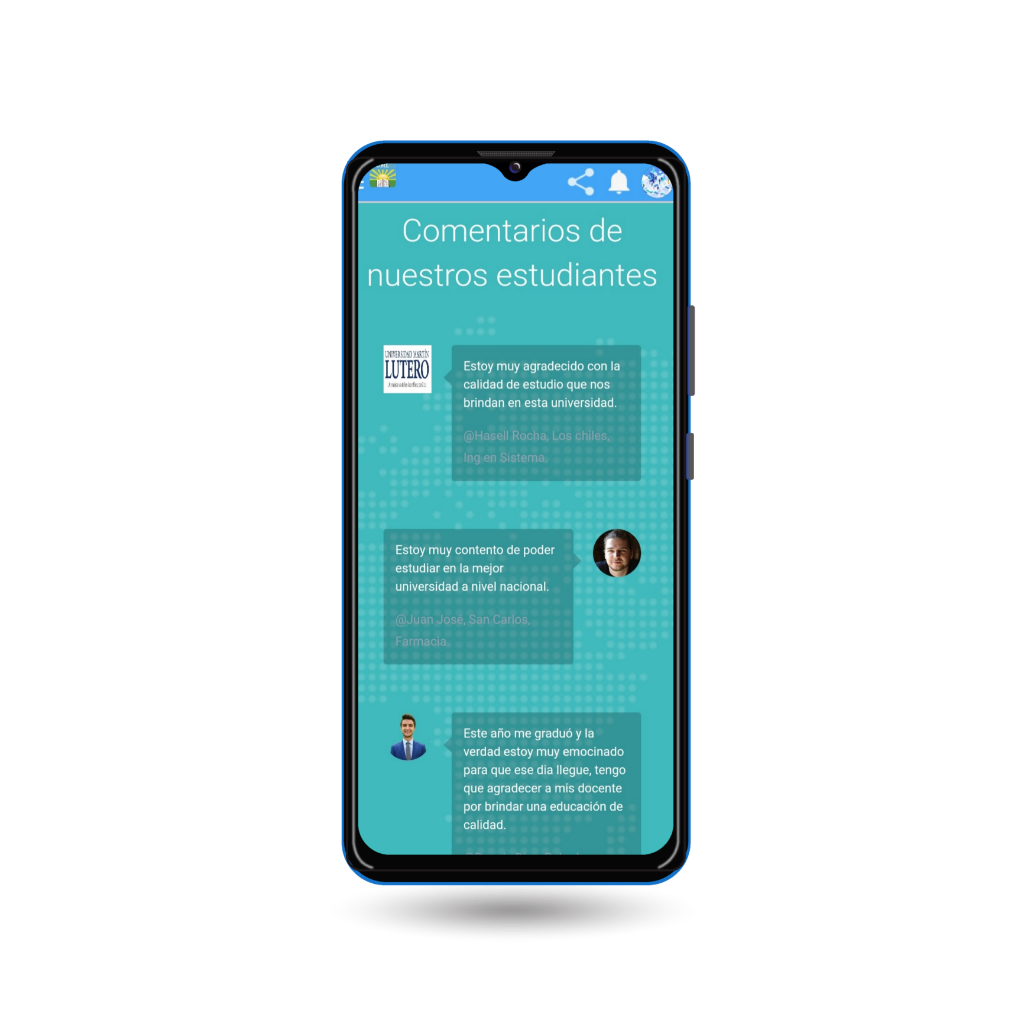 Comentarios de
nuestros estudiantes
UNIVERSIDAD MARTÍN
LUTERO
Estoy muy agradecido con la
calidad de estudio que nos
brindan en esta universidad.
@Hasell Rocha, Los chiles,
Ing en Sistema.
Estoy muy contento de poder
estudiar en la mejor
universidad a nivel nacional.
@Juan José, San Carlos,
Farmacia.
Este año me graduó y la
verdad estoy muy emocinado
para que ese dia llegue, tengo
que agradecer a mis docente
por brindar una educación de
calidad.